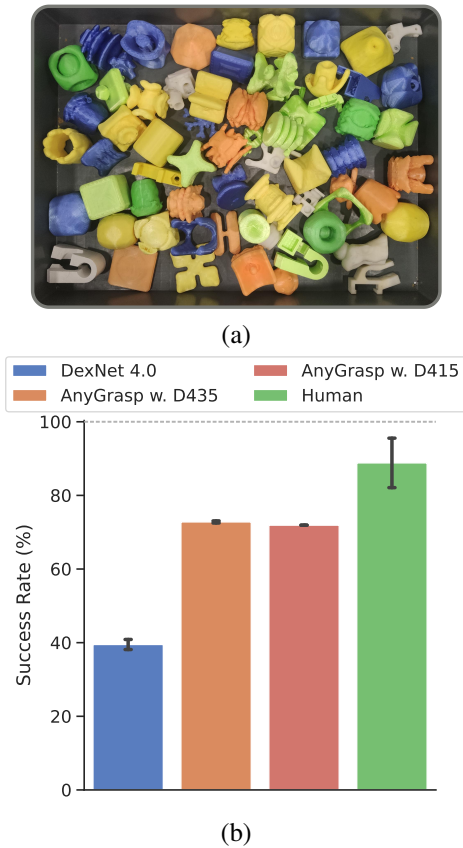 (a)
DexNet 4.0
AnyGrasp w. D415
AnyGrasp w. D435
Human
100
80
60
40
20
0
Success Rate (%)
(b)